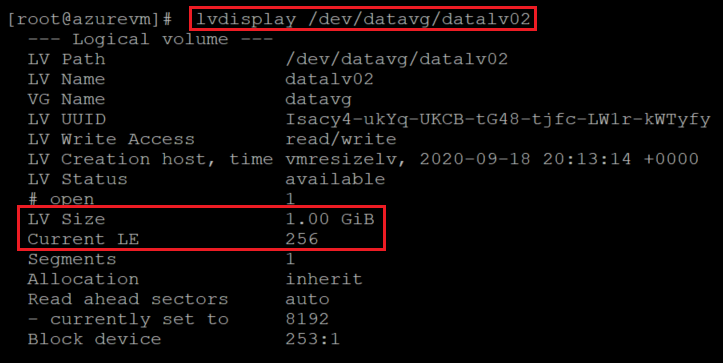 [root@azurevm]# lvdisplay /dev/datavg/datalv02
--- Logical volume ---
LV Path /dev/datavg/datalv02
LV Name datalv02
VG Name datavg
LV UUID Isacy4-ukYq-UKCB-tG48-tjfc-LW1r-kWTyfy
LV Write Access read/write
LV Creation host, time vmresizelv, 2020-09-18 20:13:14 +0000
LV Status available
# open 1
LV Size 1.00 GiB
Current LE 256
Segments 1
Allocation inherit
Read ahead sectors auto
- currently set to 8192
Block device 253:1